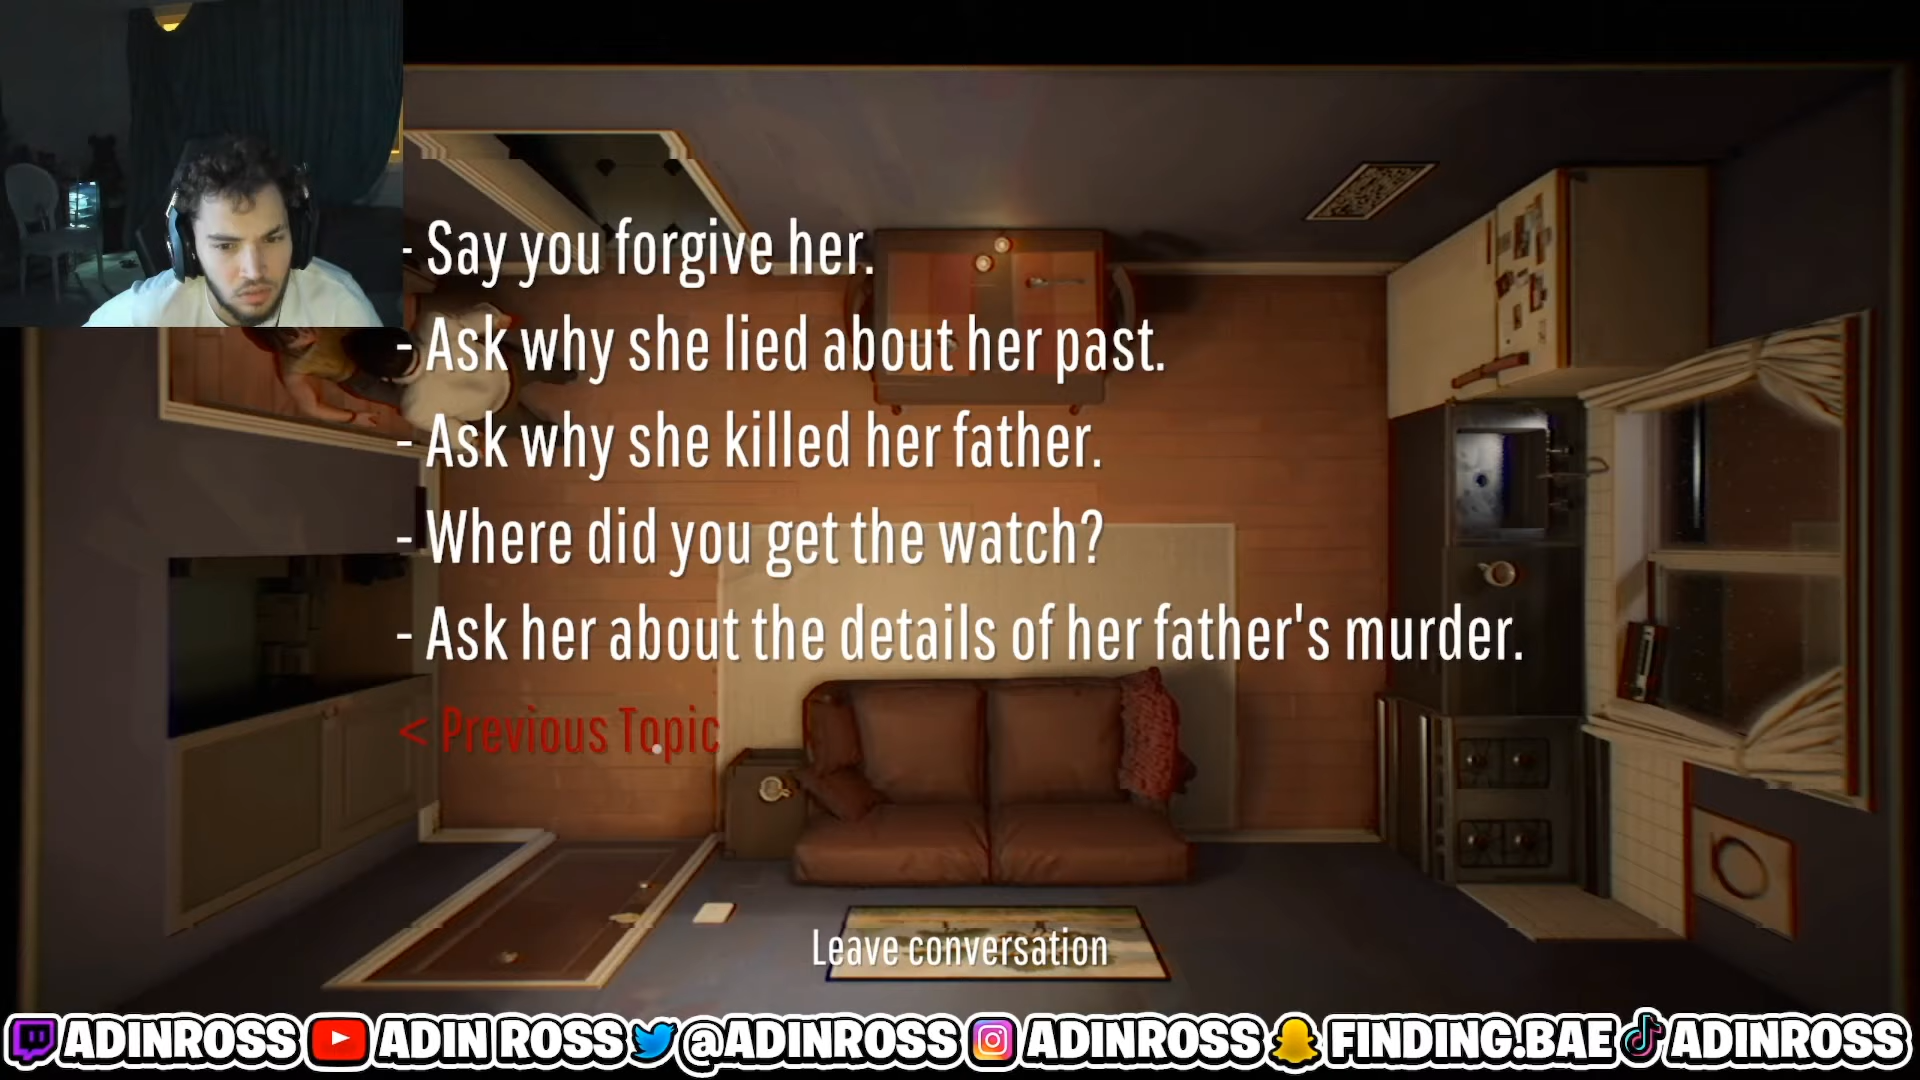 - Say you forgive her.
- Ask why she lied about her past.
- Ask why she killed her father.
- Where did you get the watch?
- Ask her about the details of her father's murder.
< Previous Topic
Leave conversation
ADINROSS ADIN ROSS @ADINROSS ADINROSS FINDING.BAE ADINROSS